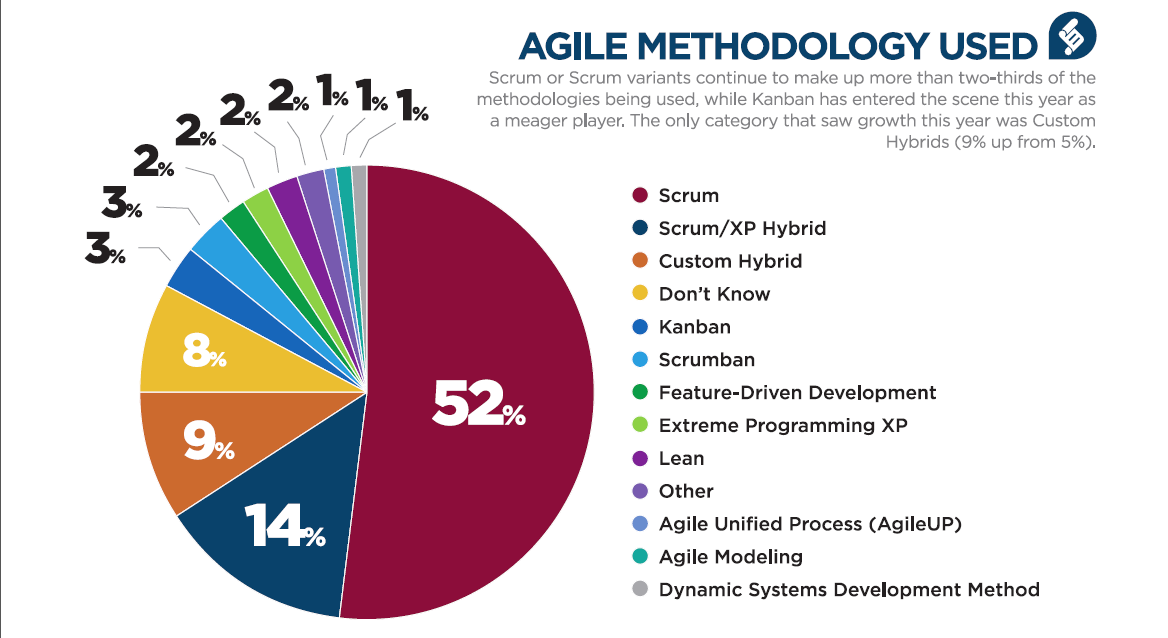 AGILE METHODOLOGY USED
Scrum or Scrum variants continue to make up more than two-thirds of the
methodologies being used, while Kanban has entered the scene this year as
a meager player. The only category that saw growth this year was Custom
Hybrids (9% up from 5%).
1%
1%
1%
2%
2%
2%
2%
3%
3%
8%
9%
14%
52%
Scrum
Scrum/XP Hybrid
Custom Hybrid
Don't Know
Kanban
Scrumban
Feature-Driven Development
Extreme Programming XP
Lean
Other
Agile Unified Process (AgileUP)
Agile Modeling
Dynamic Systems Development Method